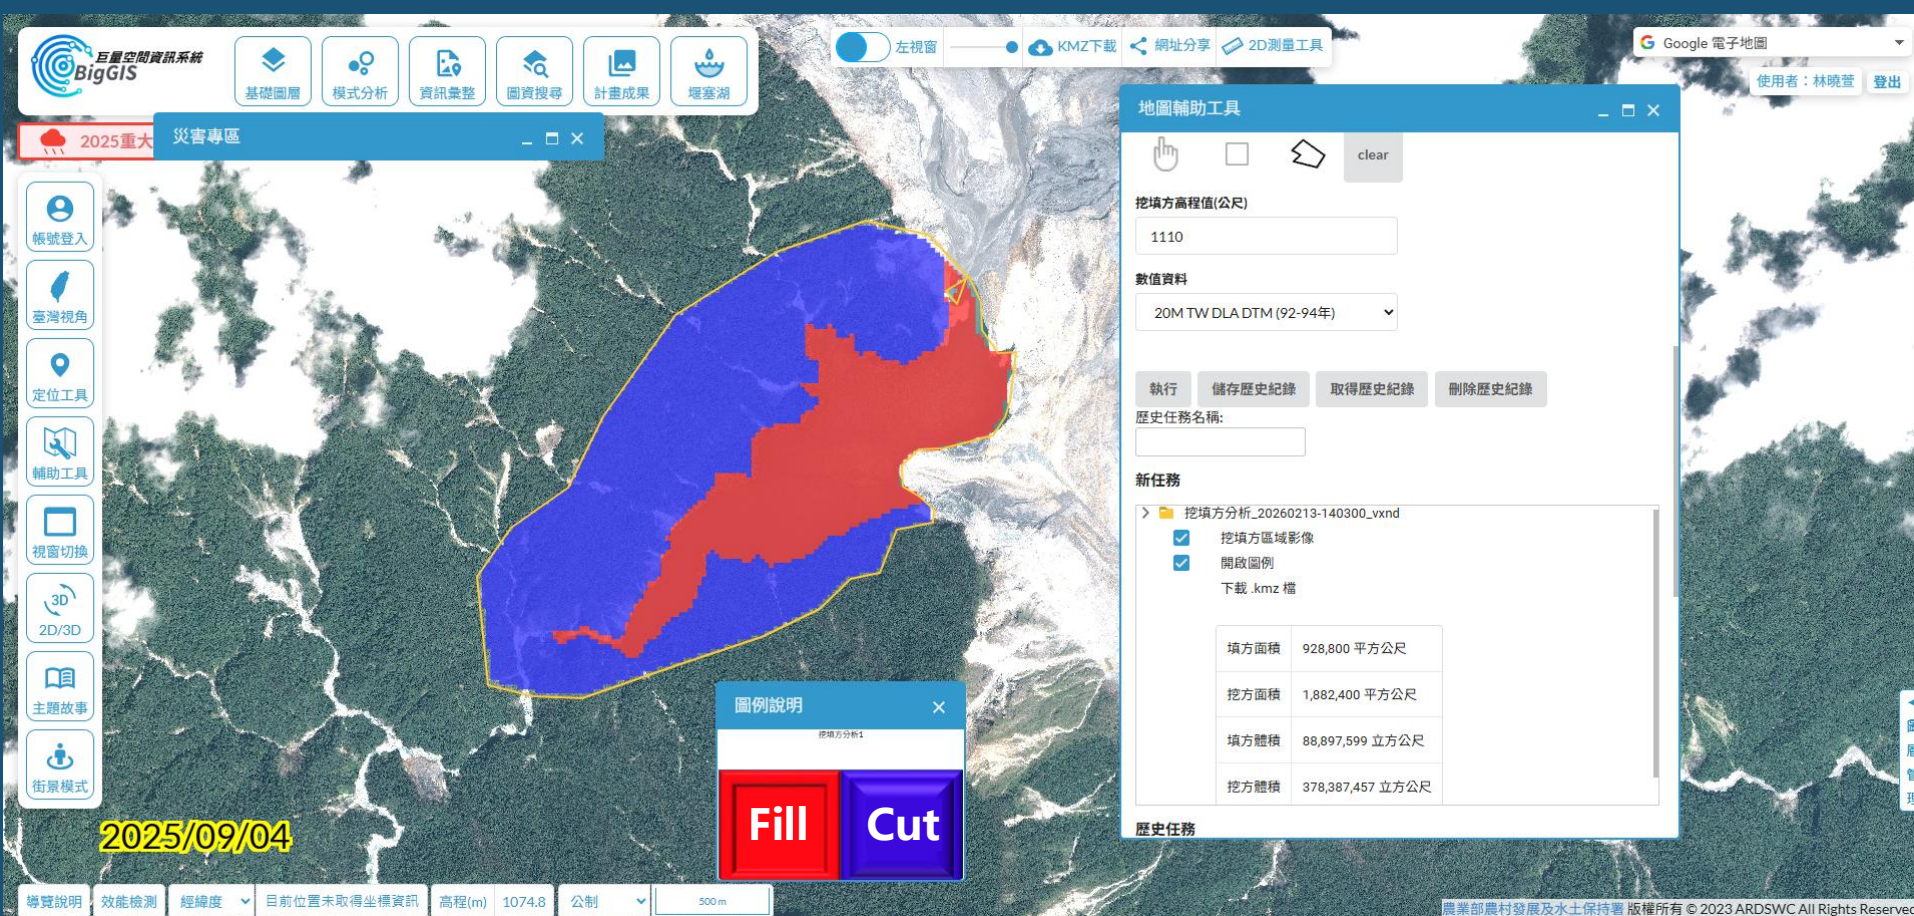 巨星空間資訊系統
BigGIS
基礎圖層
模式分析
資訊彙整
圖資搜尋
計畫成果
堰塞湖
左視窗
KMZ下載
網址分享
2D測量工具
Google 電子地圖
使用者：林曉萱
登出
2025重大
災害專區
帳號登入
臺灣視角
定位工具
輔助工具
視窗切換
3D
2D/3D
主題故事
街景模式
地圖輔助工具
clear
挖填方高程值(公尺)
1110
數值資料
20M TW DLA DTM (92-94年)
執行
儲存歷史紀錄
取得歷史紀錄
刪除歷史紀錄
歷史任務名稱:
新任務
挖填方分析_20260213-140300_vxnd
挖填方區域影像
開啟圖例
下載 .kmz 檔
填方面積 928,800 平方公尺
挖方面積 1,882,400 平方公尺
填方體積 88,897,599 立方公尺
挖方體積 378,387,457 立方公尺
歷史任務
圖例說明
挖填方分析1
Fill
Cut
2025/09/04
導覽說明
效能檢測
經緯度
目前位置未取得坐標資訊
高程(m)
1074.8
公制
500 m
農業部農村發展及水土保持署 版權所有 © 2023 ARDSWC All Rights Reserved